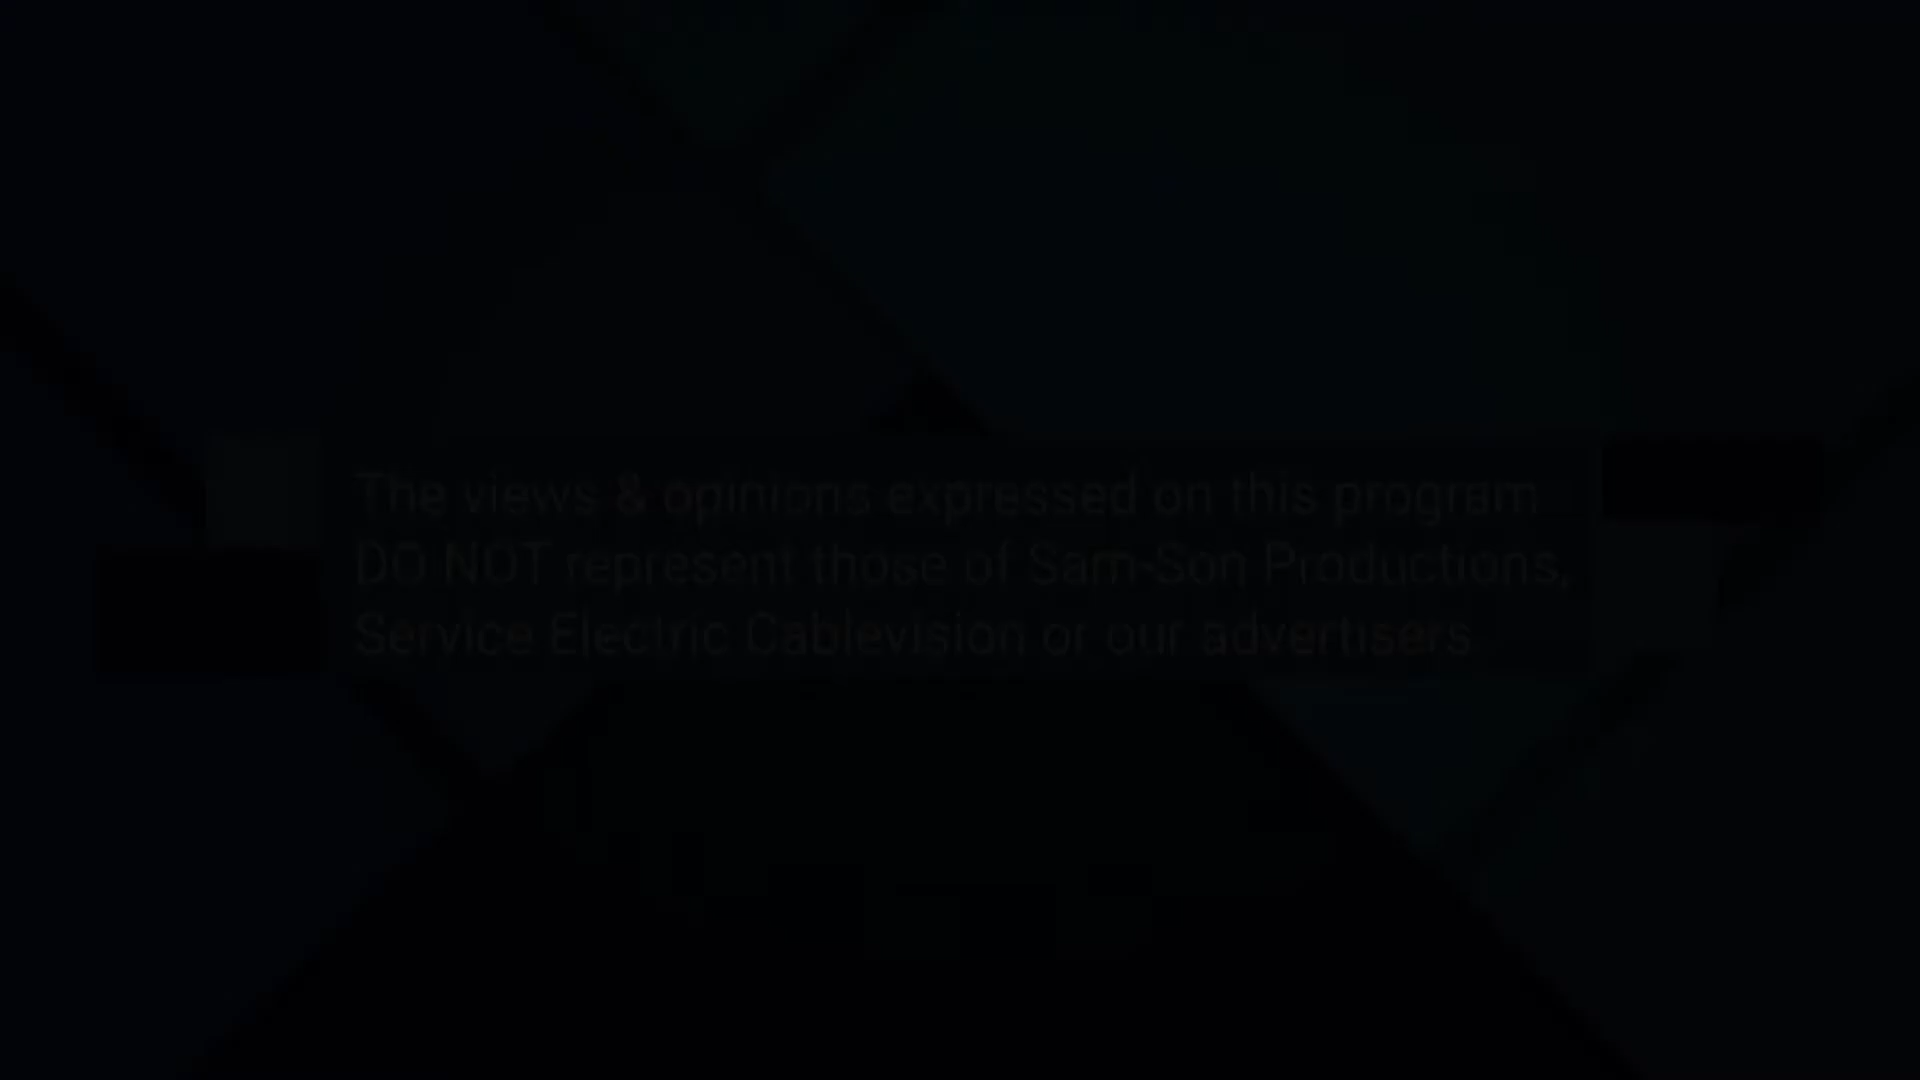 The views & opinions expressed on this program
DO NOT represent those of Sam-Son Productions,
Service Electric Cablevision or our advertisers.